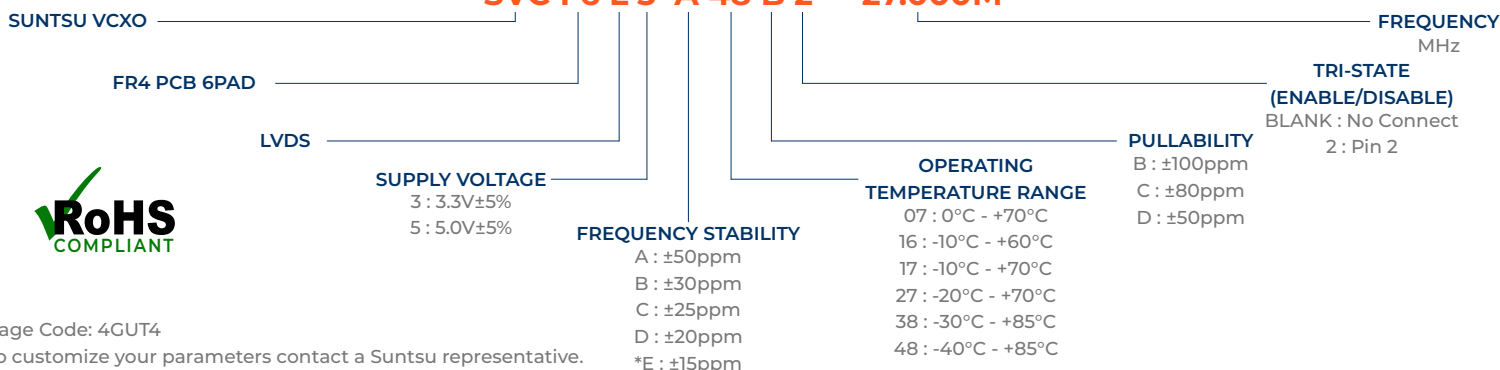 SUNTSU VCXO
FREQUENCY
MHz
FR4 PCB 6PAD
TRI-STATE
(ENABLE/DISABLE)
BLANK : No Connect
2 : Pin 2
LVDS
PULLABILITY
B : ±100ppm
C : ±80ppm
D : ±50ppm
SUPPLY VOLTAGE
3 : 3.3V±5%
5 : 5.0V±5%
OPERATING
TEMPERATURE RANGE
07 : 0°C - +70°C
16 : -10°C - +60°C
17 : -10°C - +70°C
27 : -20°C - +70°C
38 : -30°C - +85°C
48 : -40°C - +85°C
FREQUENCY STABILITY
A : ±50ppm
B : ±30ppm
C : ±25ppm
D : ±20ppm
*E : ±15ppm
RoHS
COMPLIANT
age Code: 4GUT4
o customize your parameters contact a Suntsu representative.